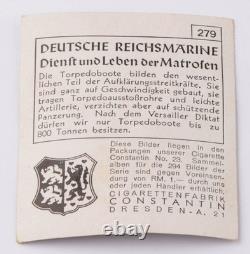 279
DEUTSCHE REICHSMARINE
Dienst und Leben der Matrosen
Die Torpedoboote bilden den wesent-
lichen Teil der Aufklärungsstreitkräfte. Sie
sind ganz auf Geschwindigkeit gebaut, sie
tragen Torpedoausstoßrohre und leichte
Artillerie, verzichten aber auf schützende
Panzerung. Nach dem Versailler Diktat
dürfen wir nur Torpedoboote bis zu
800 Tonnen besitzen.
Diese Bilder liegen in den
Packungen unserer Cigarette
Constantin No. 23. Sammel-
alben für die 294 Bilder der
Serie sind gegen Voreinsen-
dung von RM. 1.— durch uns
oder jeden Händler erhältlich.
CIGARETTENFABRIK
CONSTANTIN
DRESDEN-A. 21